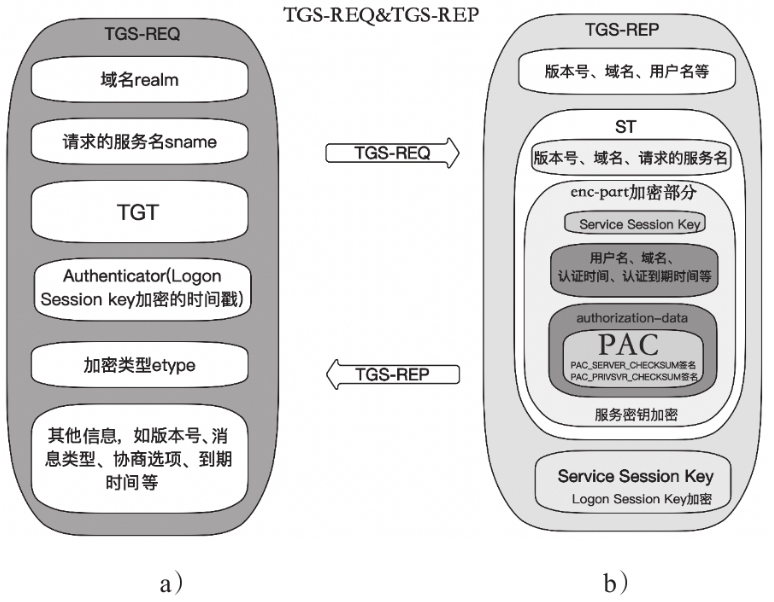 TGS-REQ&TGS-REP
TGS-REQ
域名realm
请求的服务名sname
TGT
Authenticator(Logon
Session key加密的时间戳)
加密类型etype
其他信息，如版本号、消
息类型、协商选项、到期
时间等
a）
TGS-REQ
TGS-REP
TGS-REP
版本号、域名、用户名等
ST
版本号、域名、请求的服务名
enc-part加密部分
Service Session Key
用户名、域名、
认证时间、认证到期时间等
authorization-data
PAC
PAC_SERVER_CHECKSUM签名
PAC_PRIVSVR_CHECKSUM签名
服务密钥加密
Service Session Key
Logon Session Key加密
b）